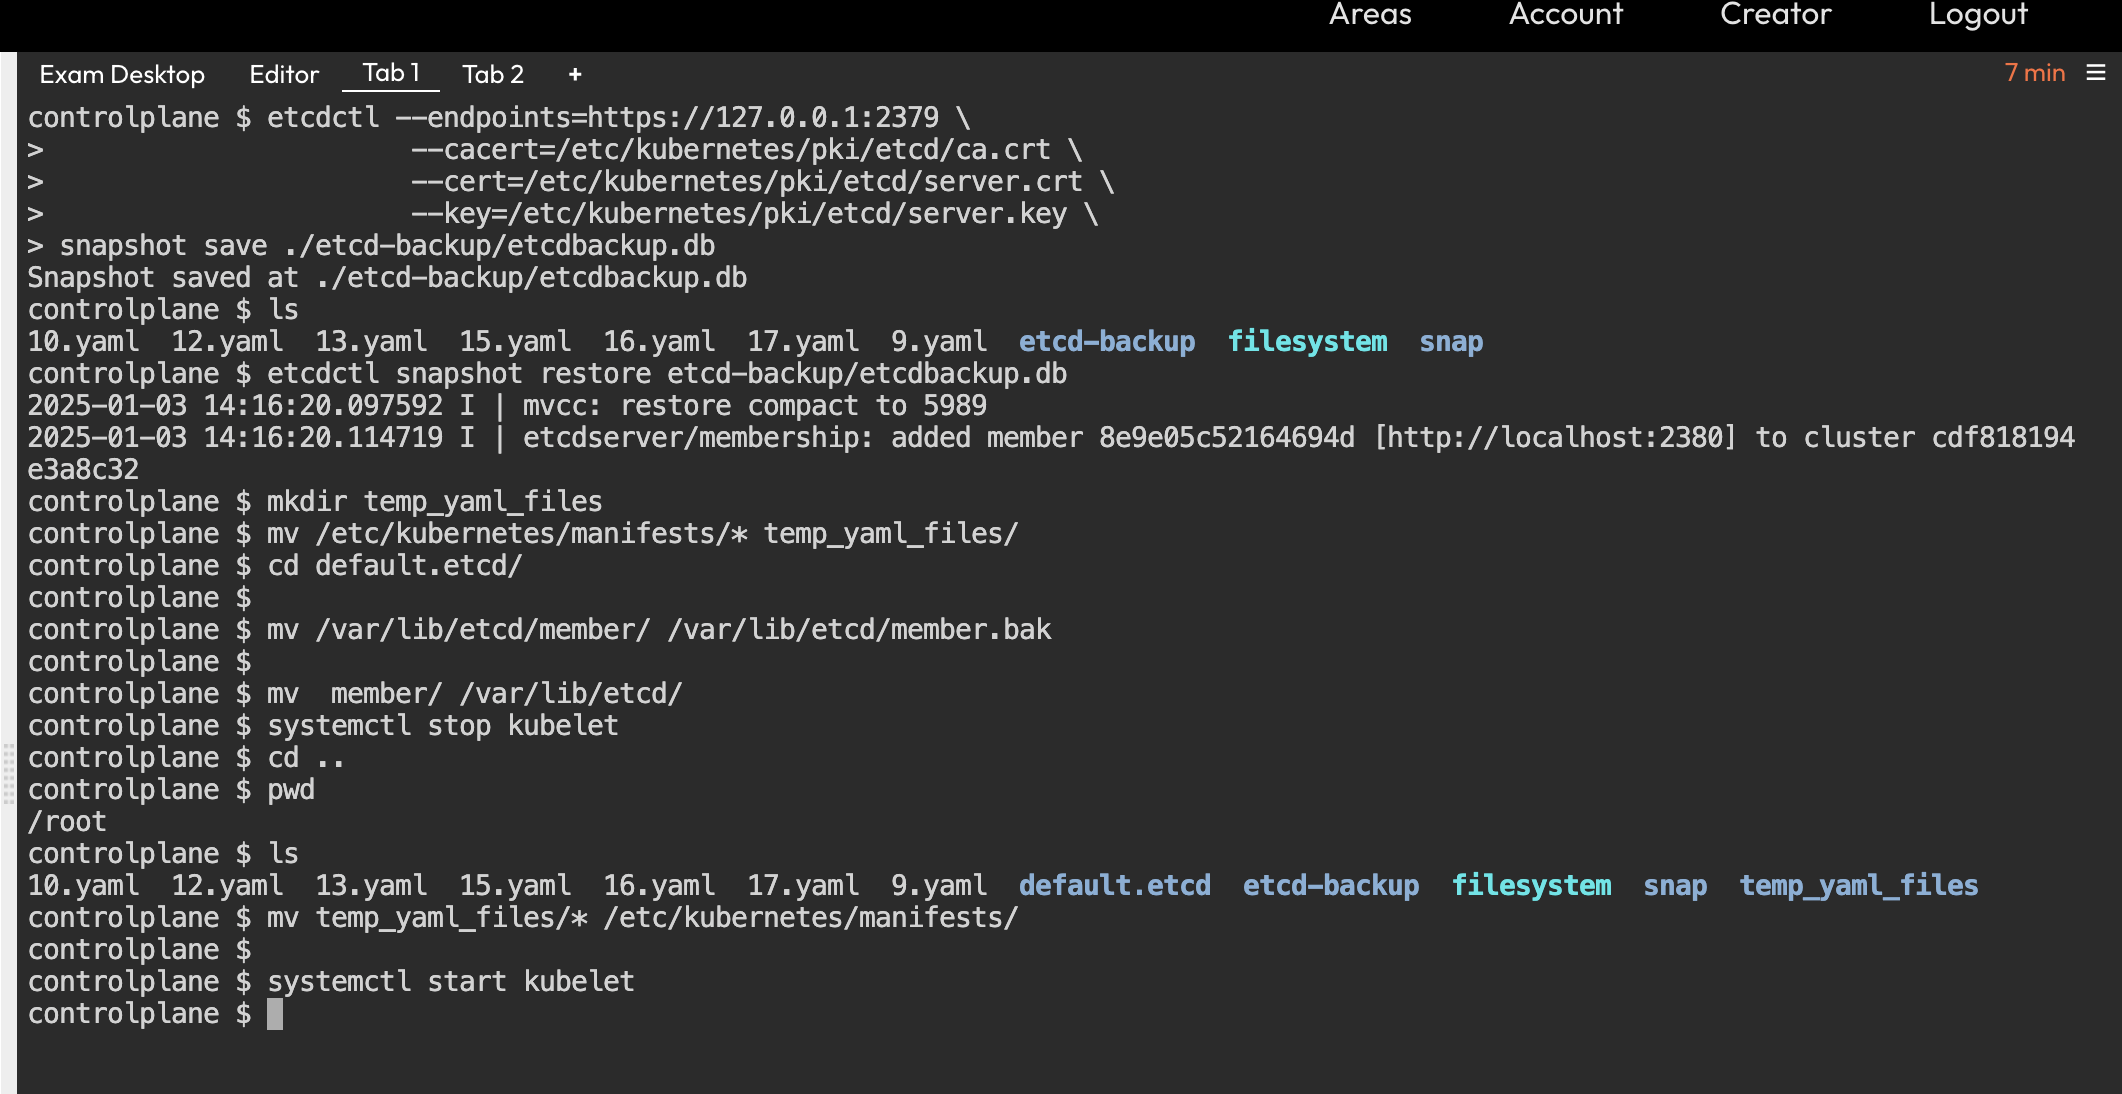 Areas Account Creator Logout
Exam Desktop Editor Tab 1 Tab 2 + 7 min
controlplane $ etcdctl --endpoints=https://127.0.0.1:2379 \
>                        --cacert=/etc/kubernetes/pki/etcd/ca.crt \
>                        --cert=/etc/kubernetes/pki/etcd/server.crt \
>                        --key=/etc/kubernetes/pki/etcd/server.key \
> snapshot save ./etcd-backup/etcdbackup.db
Snapshot saved at ./etcd-backup/etcdbackup.db
controlplane $ ls
10.yaml  12.yaml  13.yaml  15.yaml  16.yaml  17.yaml  9.yaml  etcd-backup  filesystem  snap
controlplane $ etcdctl snapshot restore etcd-backup/etcdbackup.db
2025-01-03 14:16:20.097592 I | mvcc: restore compact to 5989
2025-01-03 14:16:20.114719 I | etcdserver/membership: added member 8e9e05c52164694d [http://localhost:2380] to cluster cdf818194
e3a8c32
controlplane $ mkdir temp_yaml_files
controlplane $ mv /etc/kubernetes/manifests/* temp_yaml_files/
controlplane $ cd default.etcd/
controlplane $
controlplane $ mv /var/lib/etcd/member/ /var/lib/etcd/member.bak
controlplane $
controlplane $ mv  member/ /var/lib/etcd/
controlplane $ systemctl stop kubelet
controlplane $ cd ..
controlplane $ pwd
/root
controlplane $ ls
10.yaml  12.yaml  13.yaml  15.yaml  16.yaml  17.yaml  9.yaml  default.etcd  etcd-backup  filesystem  snap  temp_yaml_files
controlplane $ mv temp_yaml_files/* /etc/kubernetes/manifests/
controlplane $
controlplane $ systemctl start kubelet
controlplane $